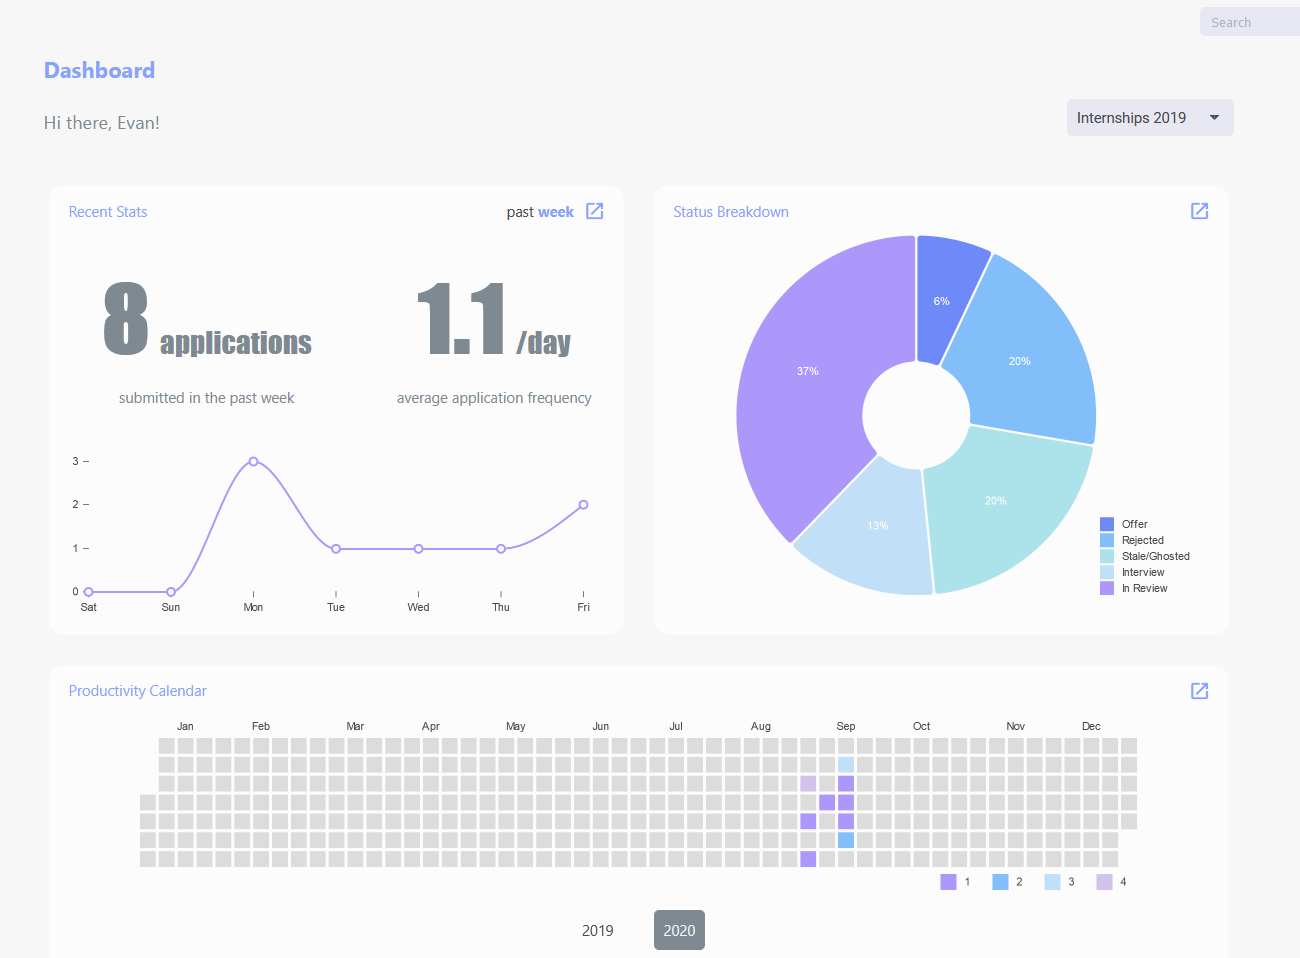 Search
Dashboard
Hi there, Evan!
Internships 2019
Recent Stats
past week
8 applications
submitted in the past week
1.1 /day
average application frequency
3
2
1
0
Sat Sun Mon Tue Wed Thu Fri
Status Breakdown
6%
20%
37%
20%
13%
Offer
Rejected
Stale/Ghosted
Interview
In Review
Productivity Calendar
Jan Feb Mar Apr May Jun Jul Aug Sep Oct Nov Dec
1 2 3 4
2019 2020